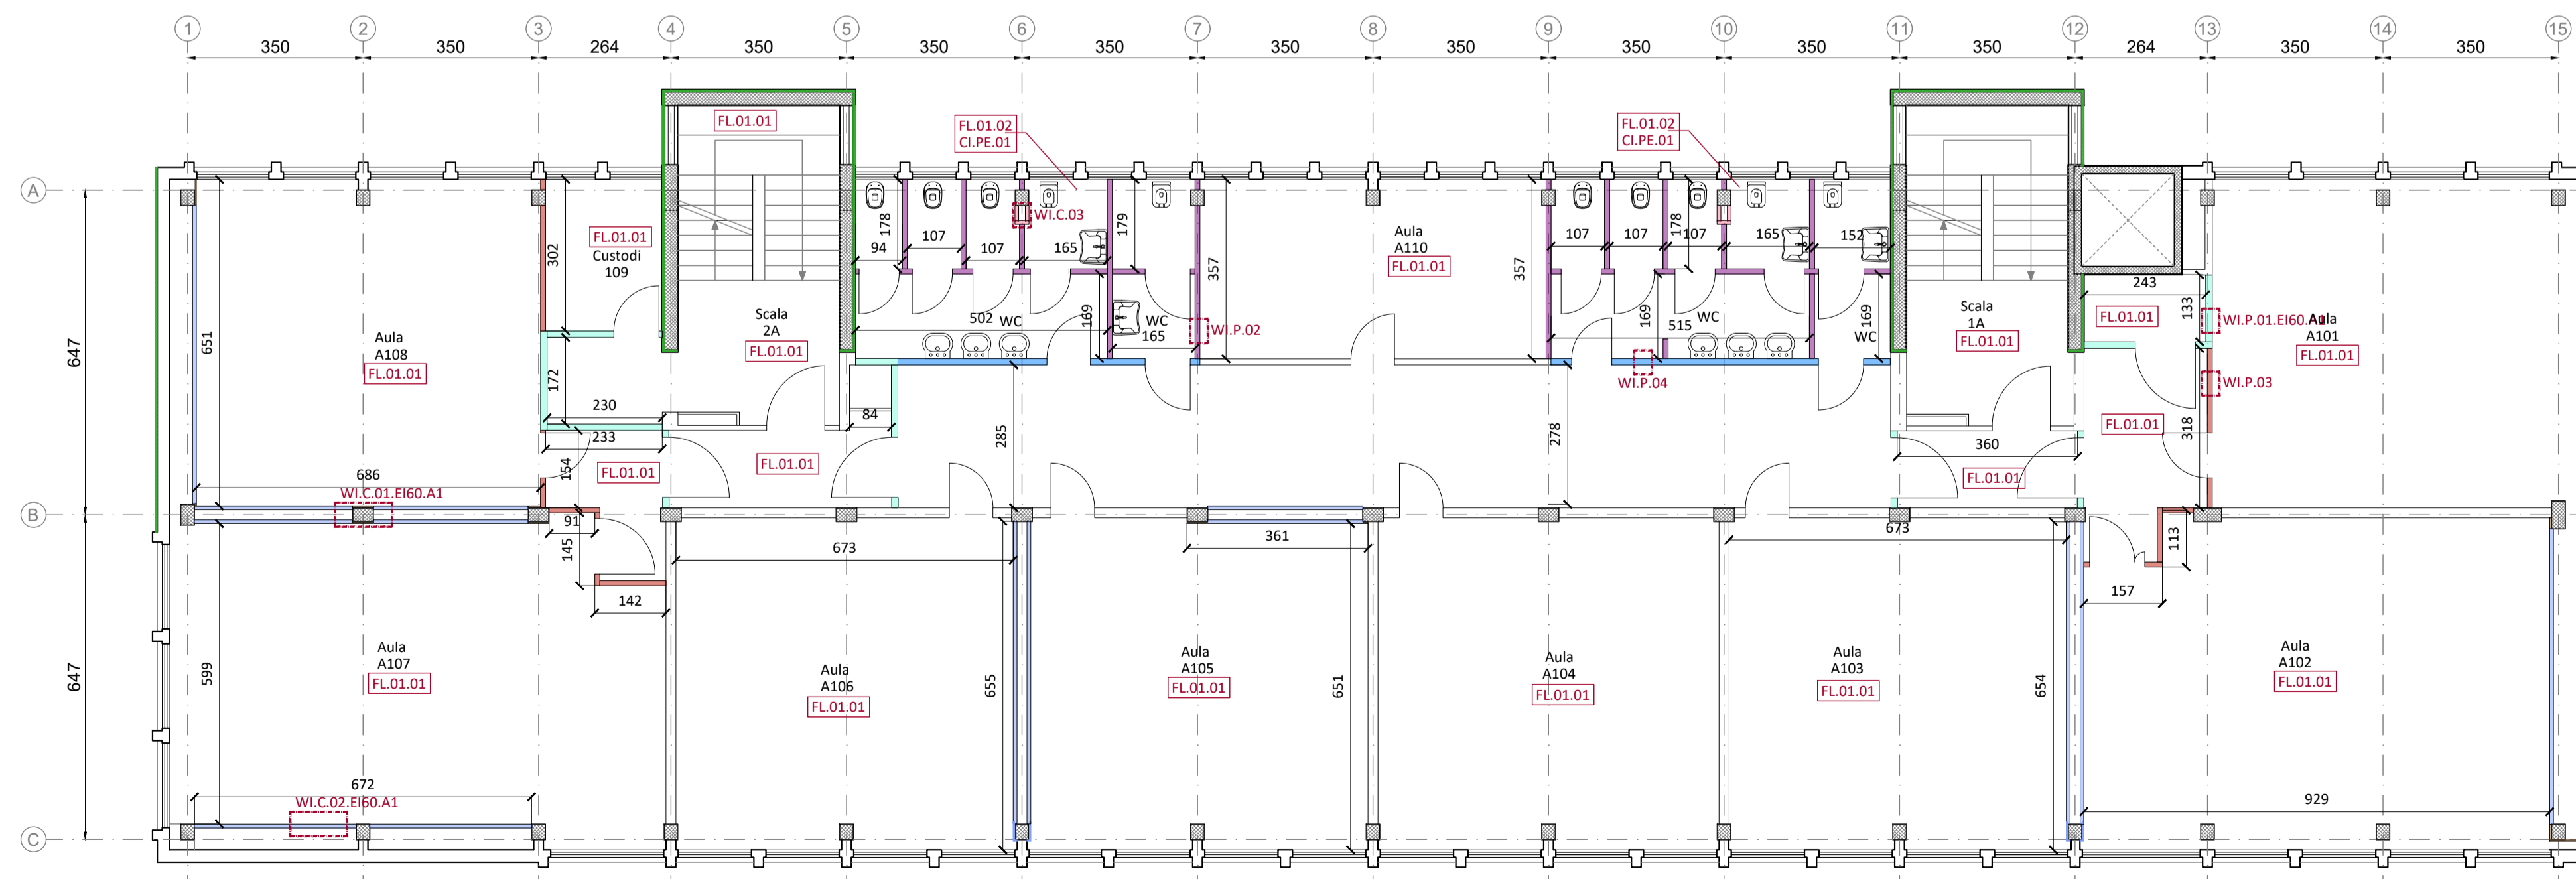 1 2 3 4 5 6 7 8 9 10 11 12 13 14 15
350 350 264 350 350 350 350 350 350 350 350 264 350 350
FL.01.01
FL.01.02
CI.PE.01
FL.01.02
CI.PE.01
A
B
C
647
647
651
302
FL.01.01
Custodi
109
178
94
107
107
165
179
WI.C.03
357
Aula
A110
FL.01.01
357
107
107
107
178
165
152
243
133
FL.01.01
WI.P.01.EI60.A1
Aula
A101
FL.01.01
Aula
A108
FL.01.01
172
230
233
154
Scala
2A
FL.01.01
502
WC
169
WC
165
WI.P.02
515
WC
169
169
WC
WI.P.04
Scala
1A
FL.01.01
WI.P.03
318
FL.01.01
84
285
278
360
FL.01.01
FL.01.01
FL.01.01
686
WI.C.01.EI60.A1
91
145
142
673
361
673
113
157
599
Aula
A107
FL.01.01
Aula
A106
FL.01.01
655
Aula
A105
FL.01.01
651
Aula
A104
FL.01.01
Aula
A103
FL.01.01
654
Aula
A102
FL.01.01
672
WI.C.02.EI60.A1
929